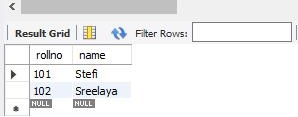 Result Grid Filter Rows:
rollno name
101 Stefi
102 Sreelaya
NULL NULL